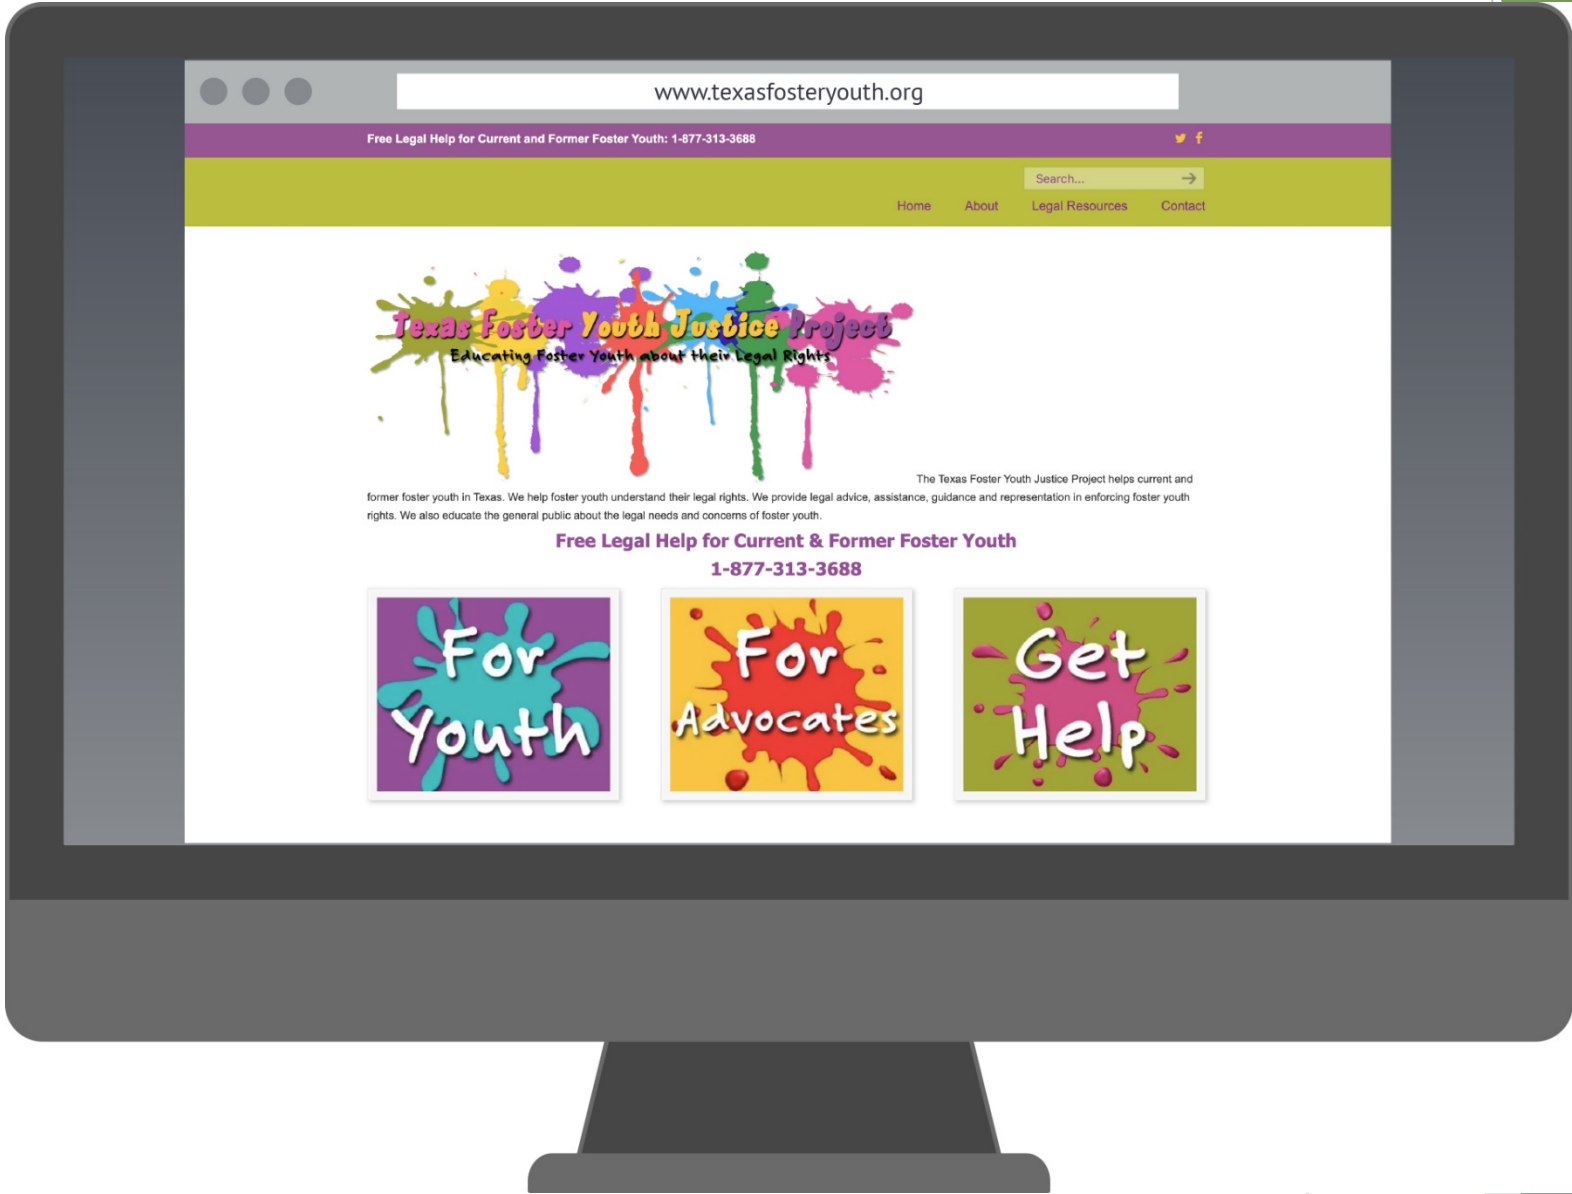 www.texasfosteryouth.org
Free Legal Help for Current and Former Foster Youth: 1-877-313-3688
Search...
Home About Legal Resources Contact
Texas Foster Youth Justice Project
Educating Foster Youth about their Legal Rights
The Texas Foster Youth Justice Project helps current and
former foster youth in Texas. We help foster youth understand their legal rights. We provide legal advice, assistance, guidance and representation in enforcing foster youth
rights. We also educate the general public about the legal needs and concerns of foster youth.
Free Legal Help for Current & Former Foster Youth
1-877-313-3688
For
Youth
For
Advocates
Get
Help